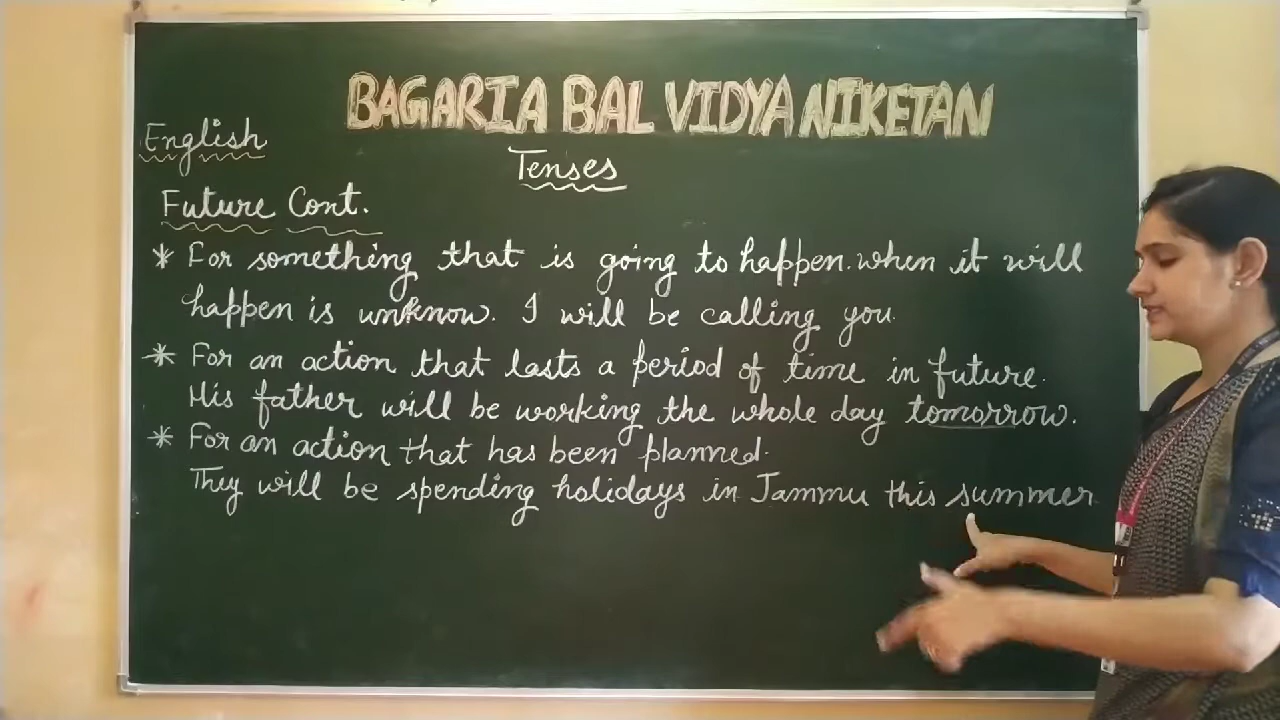 BAGARIA BAL VIDYA NIKETAN
English
Tenses
Future Cont.
* For something that is going to happen. when it will
happen is unknow. I will be calling you.
* For an action that lasts a period of time in future.
His father will be working the whole day tomorrow.
* For an action that has been planned.
They will be spending holidays in Jammu this summer.